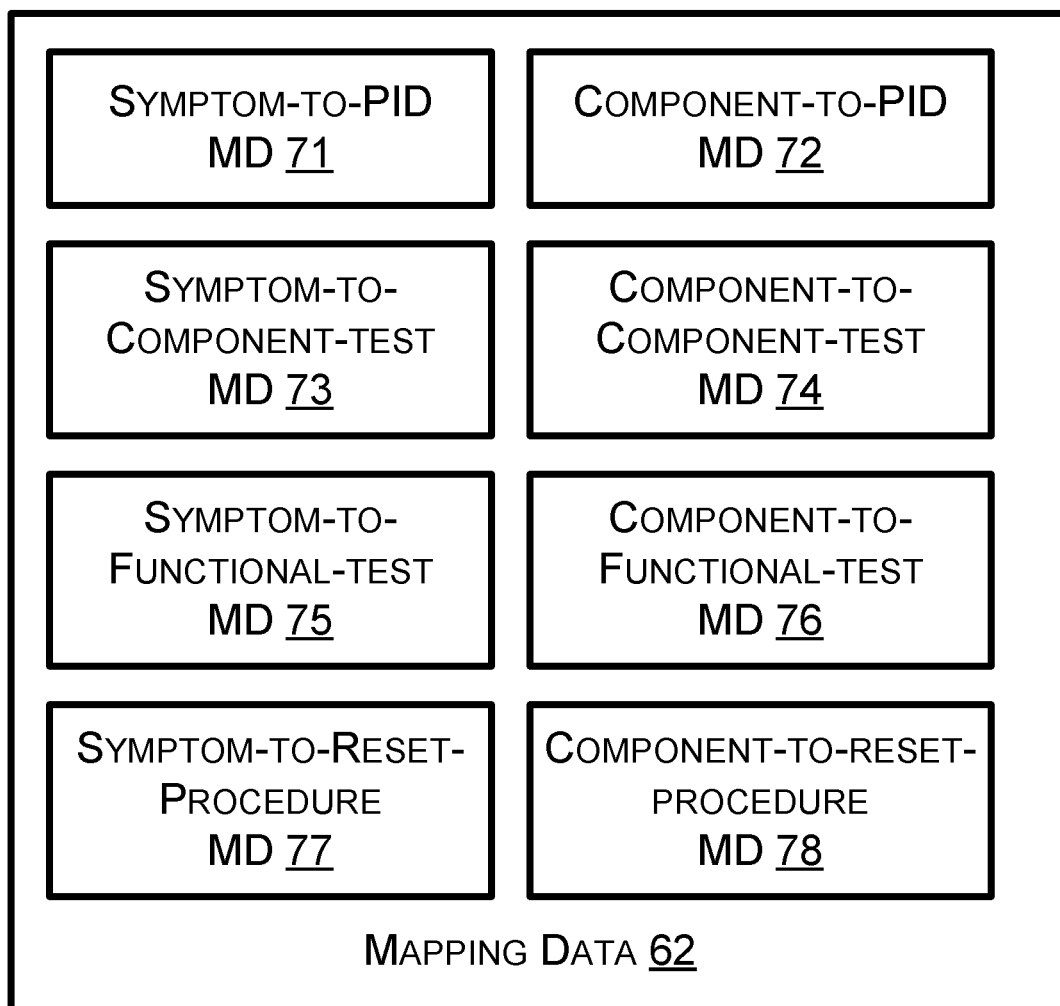 Symptom-to-PID
MD 71
Component-to-PID
MD 72
Symptom-to-
Component-test
MD 73
Component-to-
Component-test
MD 74
Symptom-to-
Functional-test
MD 75
Component-to-
Functional-test
MD 76
Symptom-to-Reset-
Procedure
MD 77
Component-to-reset-
procedure
MD 78
Mapping Data 62